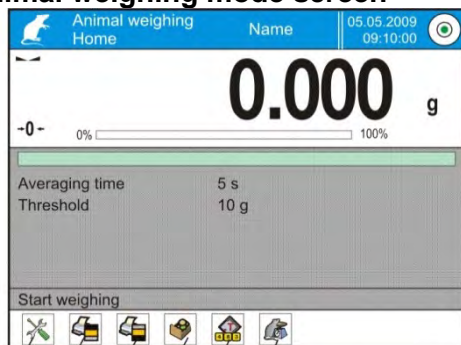 Animal weighing mode screen
Animal weighing Name 05.05.2009
Home 09:10:00
0.000 g
→0← 0% 100%
Averaging time 5 s
Threshold 10 g
Start weighing